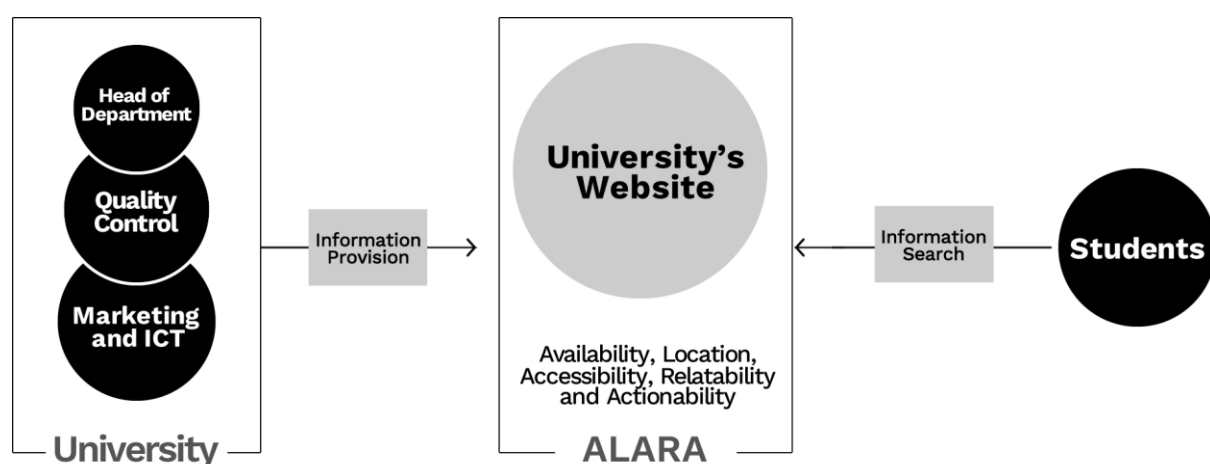 Head of
Department
Quality
Control
Marketing
and ICT
University
Information
Provision
University's
Website
Availability, Location,
Accessibility, Relatability
and Actionability
ALARA
Information
Search
Students